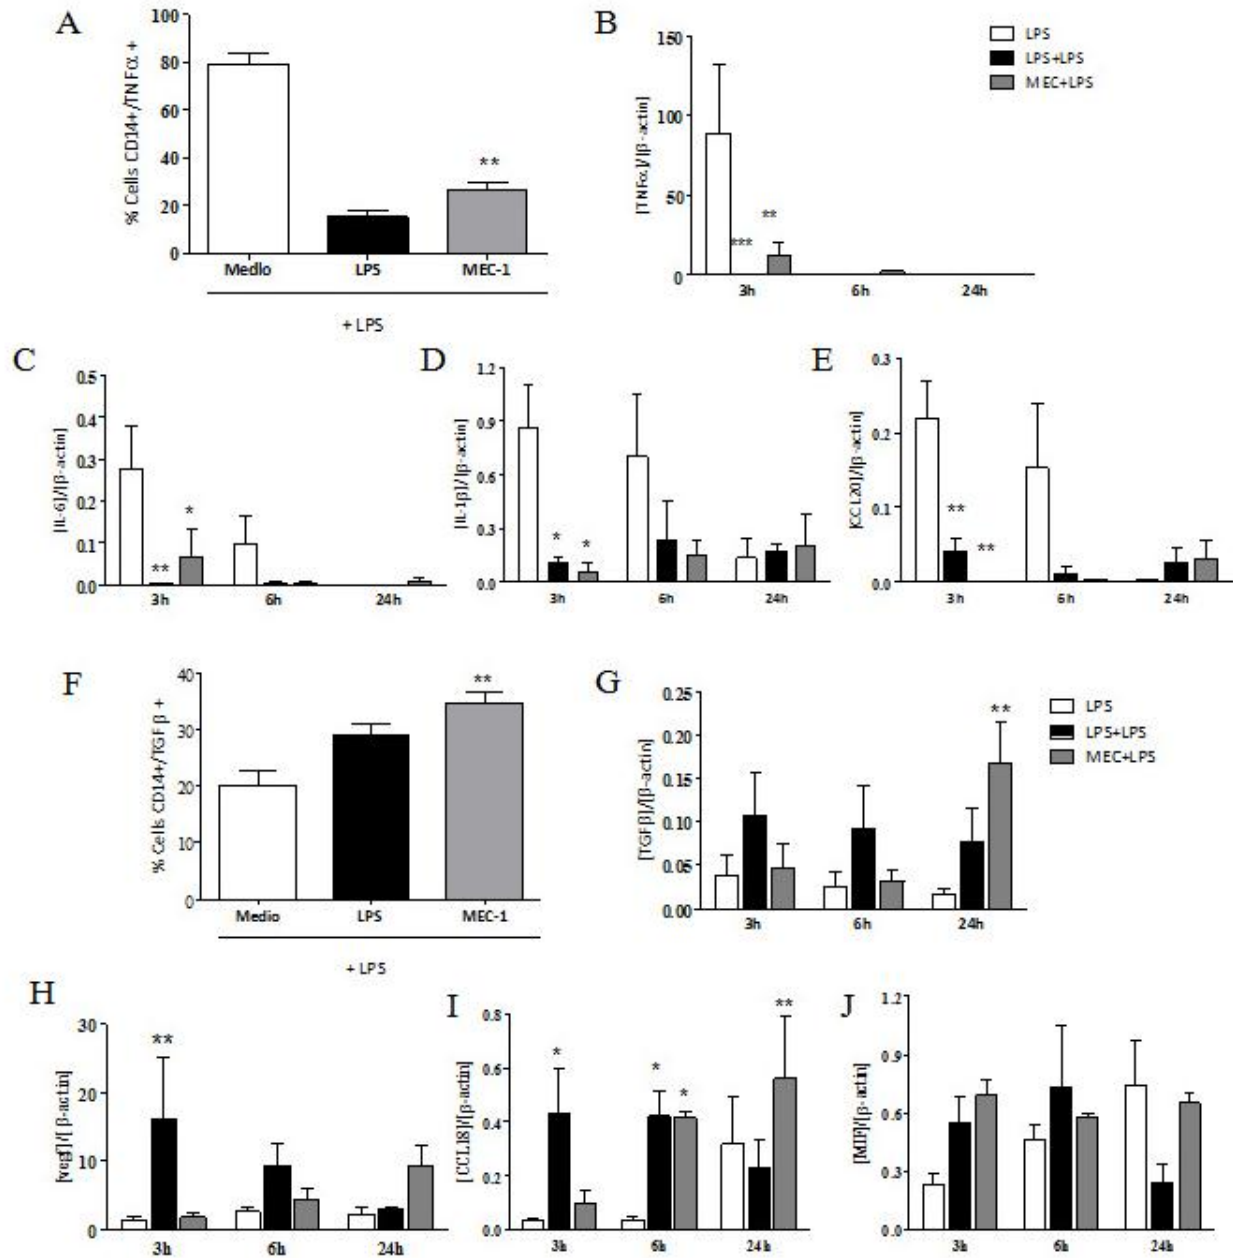 A
% Cells CD14+/TNFα +
100
80
60
40
20
0
**
Medio
LPS
MEC-1
+ LPS
B
[TNFα]/[β-actin]
150
100
50
0
***
**
3h
6h
24h
LPS
LPS+LPS
MEC+LPS
C
[IL-6]/[β-actin]
0.5
0.4
0.3
0.2
0.1
0.0
**
*
3h
6h
24h
D
[IL-1β]/[β-actin]
1.2
0.9
0.6
0.3
0.0
*
*
3h
6h
24h
E
[CCL20]/[β-actin]
0.3
0.2
0.1
0.0
**
**
3h
6h
24h
F
% Cells CD14+/TGFβ +
40
30
20
10
0
**
Medio
LPS
MEC-1
+ LPS
G
[TGFβ]/[β-actin]
0.25
0.20
0.15
0.10
0.05
0.00
**
3h
6h
24h
LPS
LPS+LPS
MEC+LPS
H
[vegf]/[β-actin]
30
20
10
0
**
3h
6h
24h
I
[CCL18]/[β-actin]
0.8
0.6
0.4
0.2
0.0
*
*
*
**
3h
6h
24h
J
[MIF]/[β-actin]
1.2
0.9
0.6
0.3
0.0
3h
6h
24h